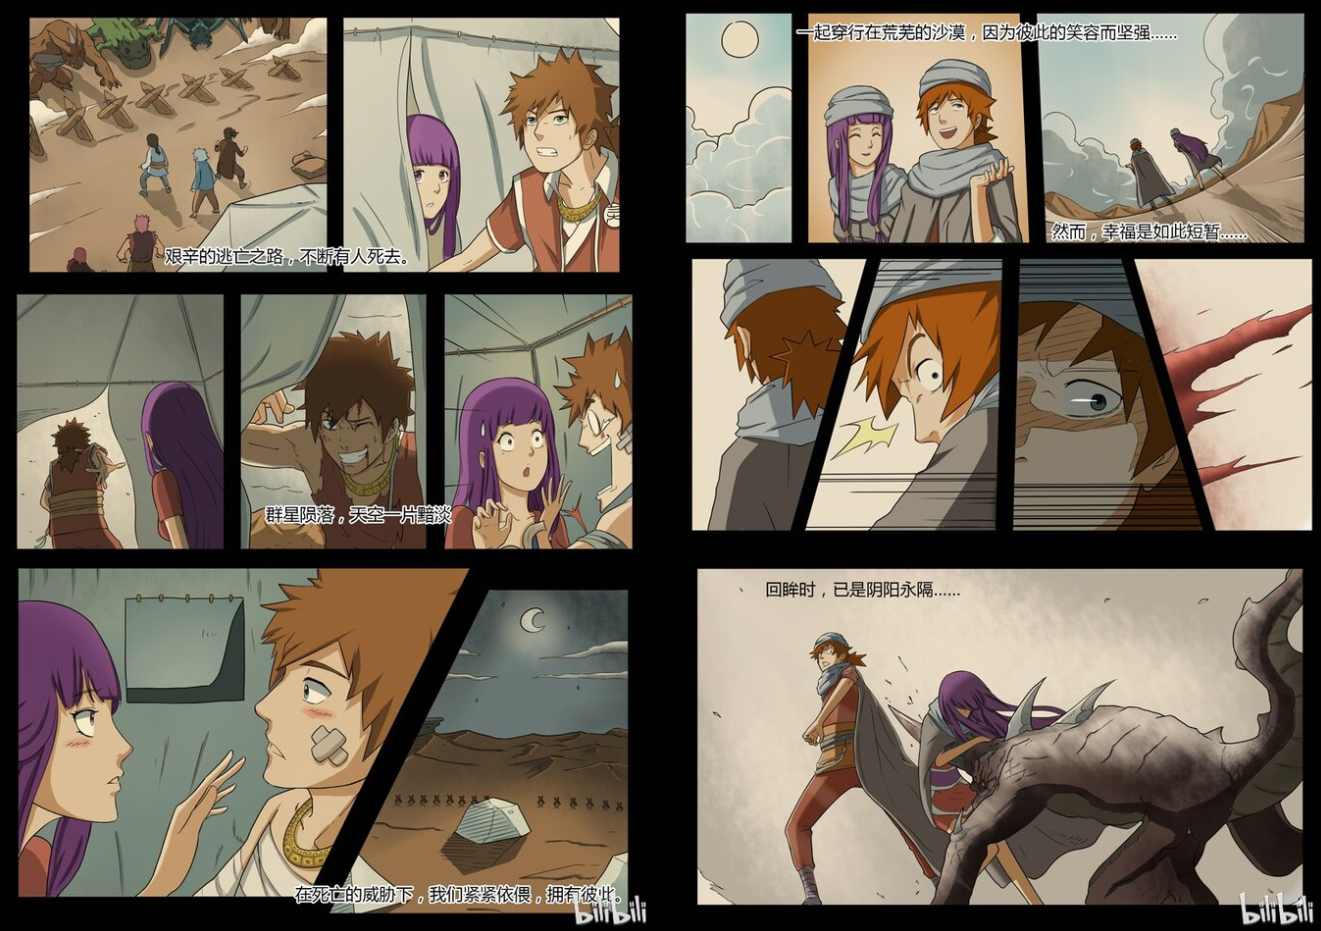 艰辛的逃亡之路，不断有人死去。
群星陨落，天空一片黯淡
在死亡的威胁下，我们紧紧依偎，拥有彼此。
bilibili
一起穿行在荒芜的沙漠，因为彼此的笑容而坚强......
然而，幸福是如此短暂......
回眸时，已是阴阳永隔......
bilibili